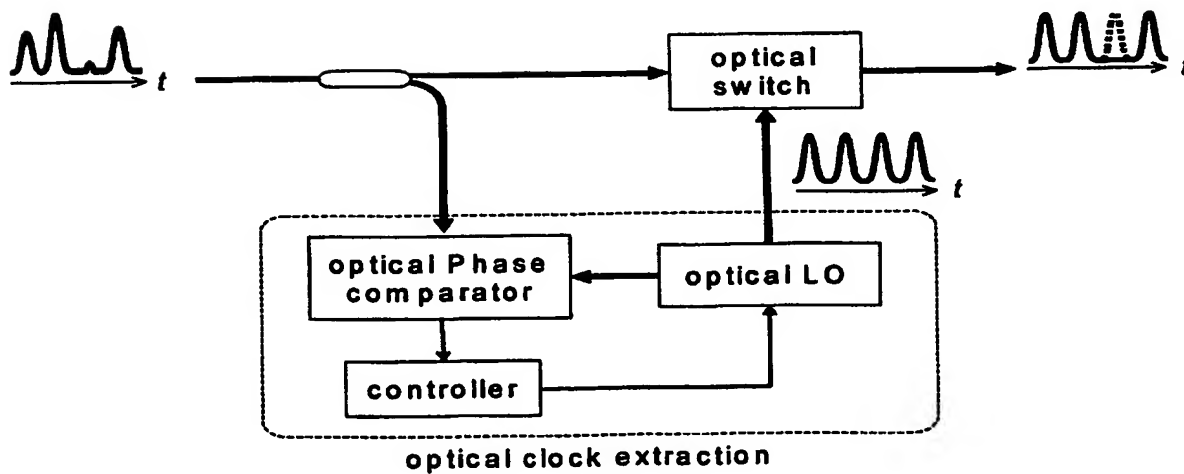 t
optical
switch
t
t
optical Phase
comparator
optical LO
controller
optical clock extraction